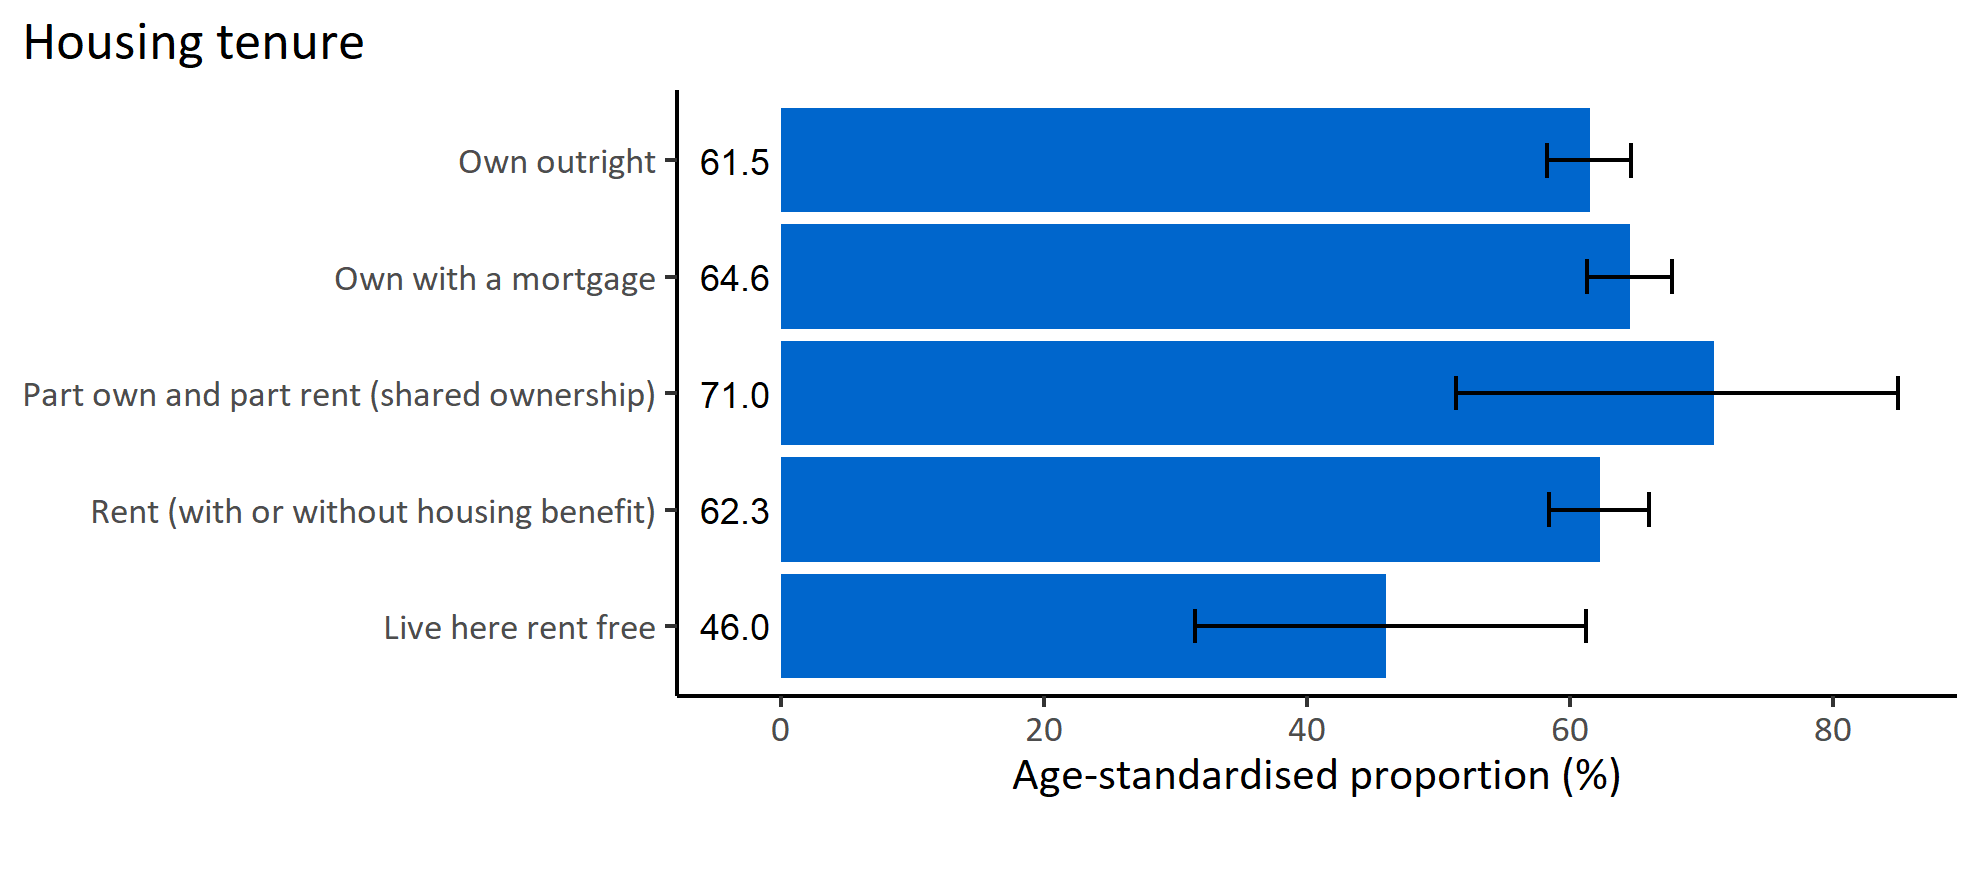 Housing tenure
Own outright 61.5
Own with a mortgage 64.6
Part own and part rent (shared ownership) 71.0
Rent (with or without housing benefit) 62.3
Live here rent free 46.0
0 20 40 60 80
Age-standardised proportion (%)